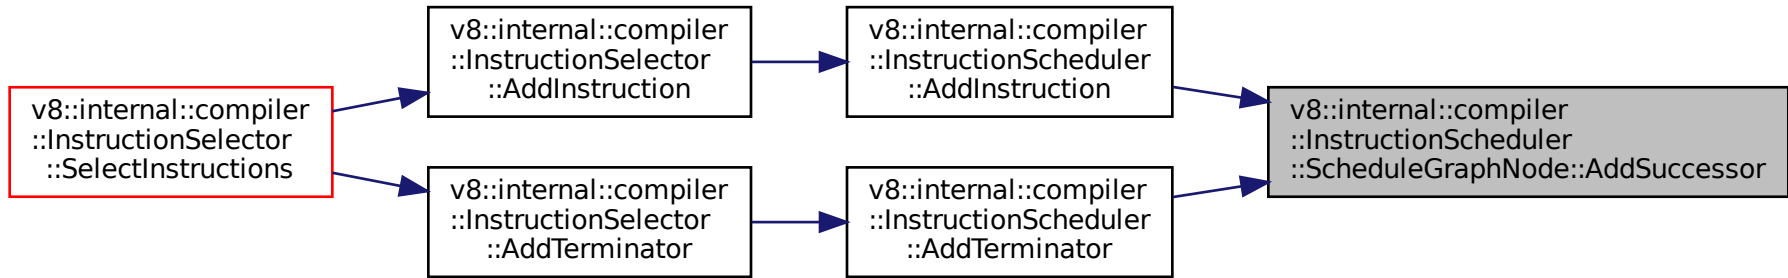 v8::internal::compiler
::InstructionSelector
::SelectInstructions
v8::internal::compiler
::InstructionSelector
::AddInstruction
v8::internal::compiler
::InstructionScheduler
::AddInstruction
v8::internal::compiler
::InstructionSelector
::AddTerminator
v8::internal::compiler
::InstructionScheduler
::AddTerminator
v8::internal::compiler
::InstructionScheduler
::ScheduleGraphNode::AddSuccessor